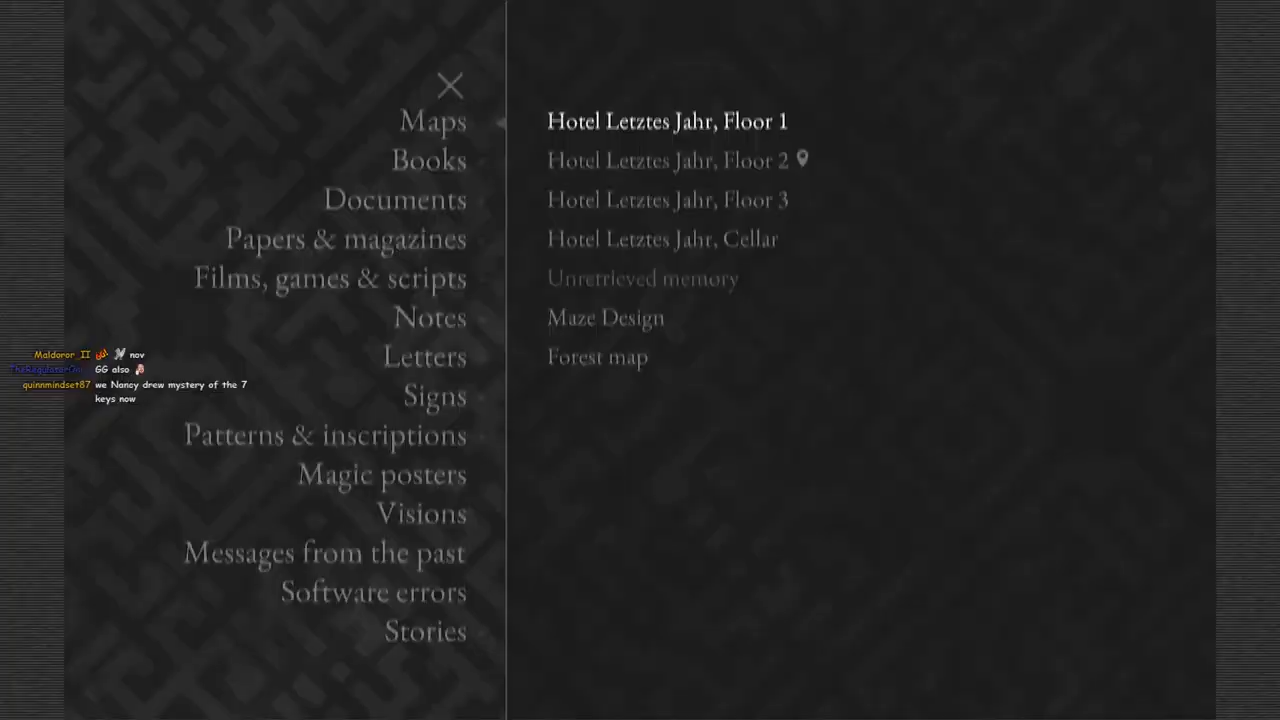 Maps
Books
Documents
Papers & magazines
Films, games & scripts
Notes
Letters
Signs
Patterns & inscriptions
Magic posters
Visions
Messages from the past
Software errors
Stories
Hotel Letztes Jahr, Floor 1
Hotel Letztes Jahr, Floor 2
Hotel Letztes Jahr, Floor 3
Hotel Letztes Jahr, Cellar
Unretrieved memory
Maze Design
Forest map
Maldoror_II nov
GG also
quinnmindset87 we Nancy drew mystery of the 7
keys now